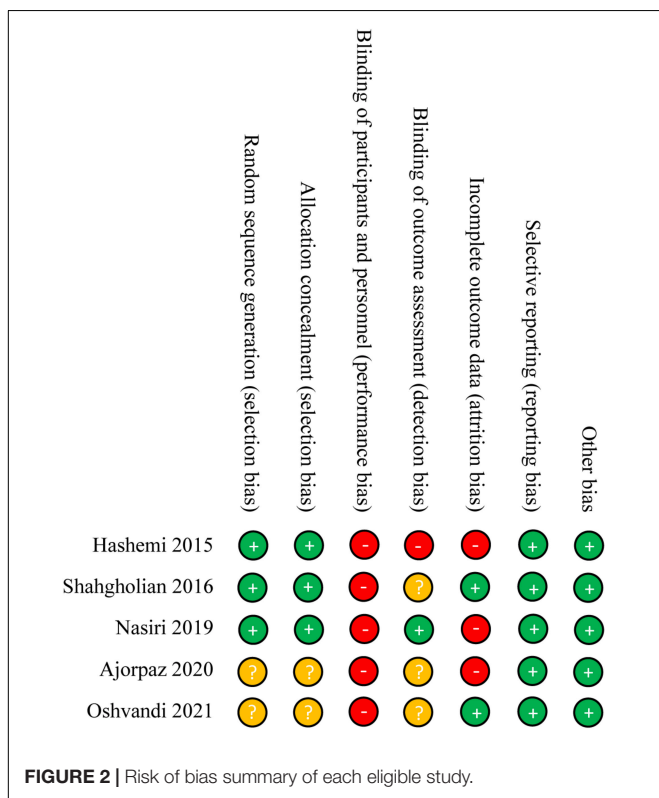 Random sequence generation (selection bias)
Allocation concealment (selection bias)
Blinding of participants and personnel (performance bias)
Blinding of outcome assessment (detection bias)
Incomplete outcome data (attrition bias)
Selective reporting (reporting bias)
Other bias
Hashemi 2015 + + - - - + +
Shahgholian 2016 + + - ? + + +
Nasiri 2019 + + - + - + +
Ajorpaz 2020 ? ? - ? - + +
Oshvandi 2021 ? ? - ? + + +
FIGURE 2 | Risk of bias summary of each eligible study.